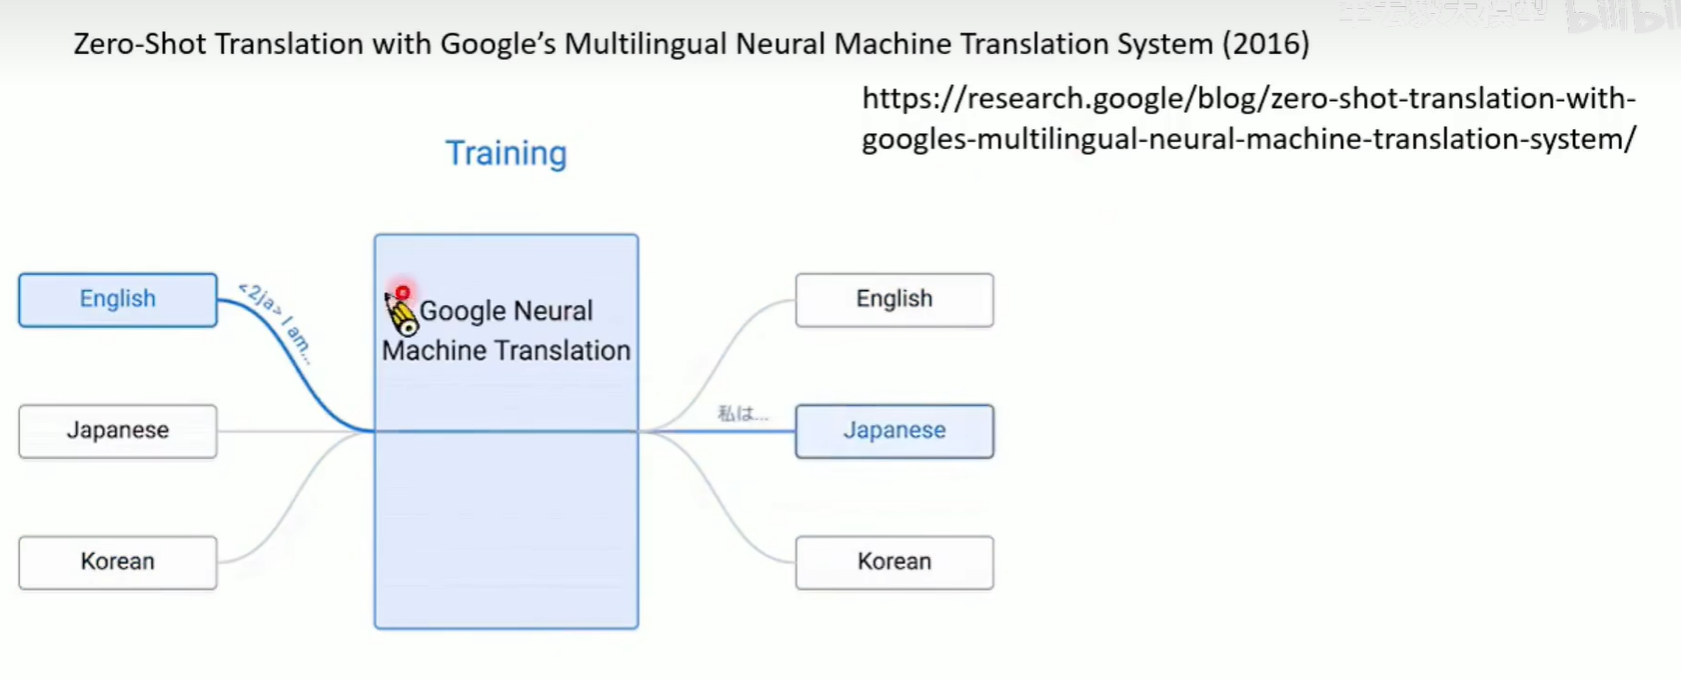 Zero-Shot Translation with Google’s Multilingual Neural Machine Translation System (2016)
https://research.google/blog/zero-shot-translation-with-
googles-multilingual-neural-machine-translation-system/
Training
English
<2ja> I am...
Google Neural
Machine Translation
English
Japanese
私は...
Japanese
Korean
Korean
bilibili